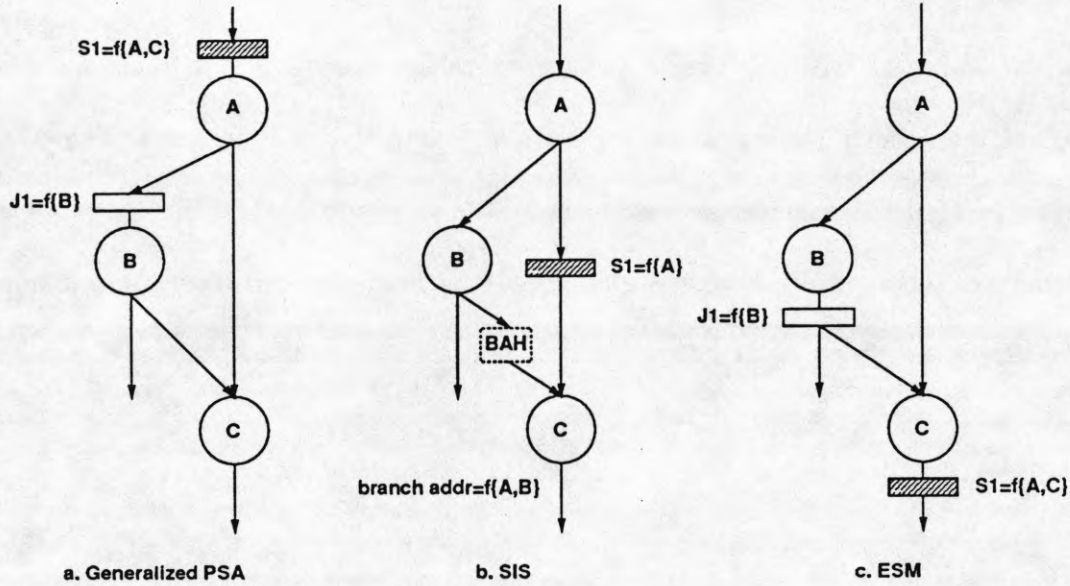 S1=f{A,C}
A
J1=f{B}
B
C
a. Generalized PSA
A
B
S1=f{A}
BAH
C
branch addr=f{A,B}
b. SIS
A
B
J1=f{B}
C
S1=f{A,C}
c. ESM